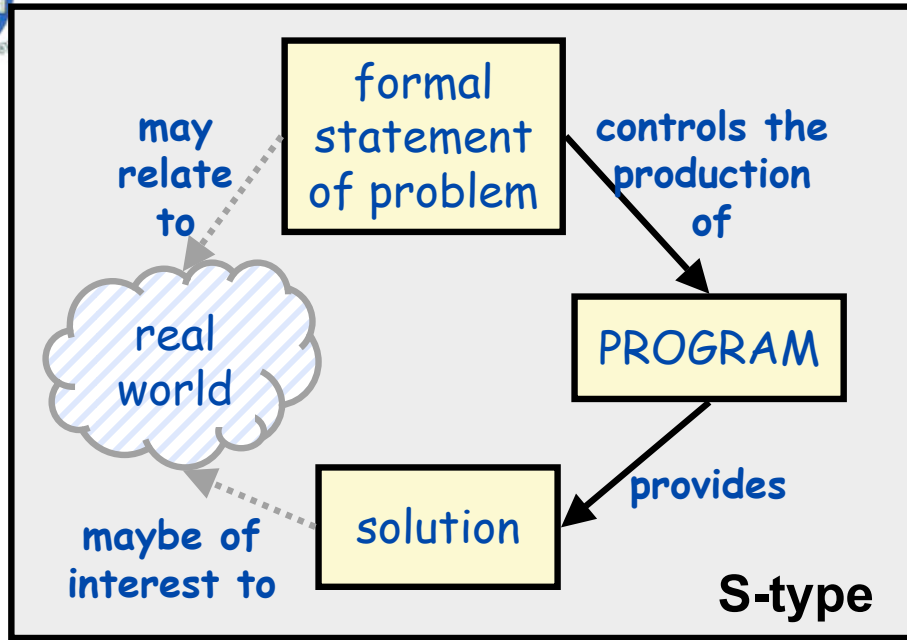 formal
statement
of problem
may
relate
to
controls the
production
of
real
world
PROGRAM
provides
solution
maybe of
interest to
S-type